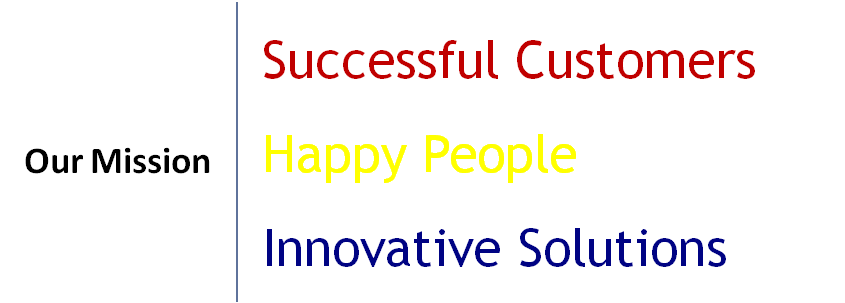 Our Mission
Successful Customers
Happy People
Innovative Solutions